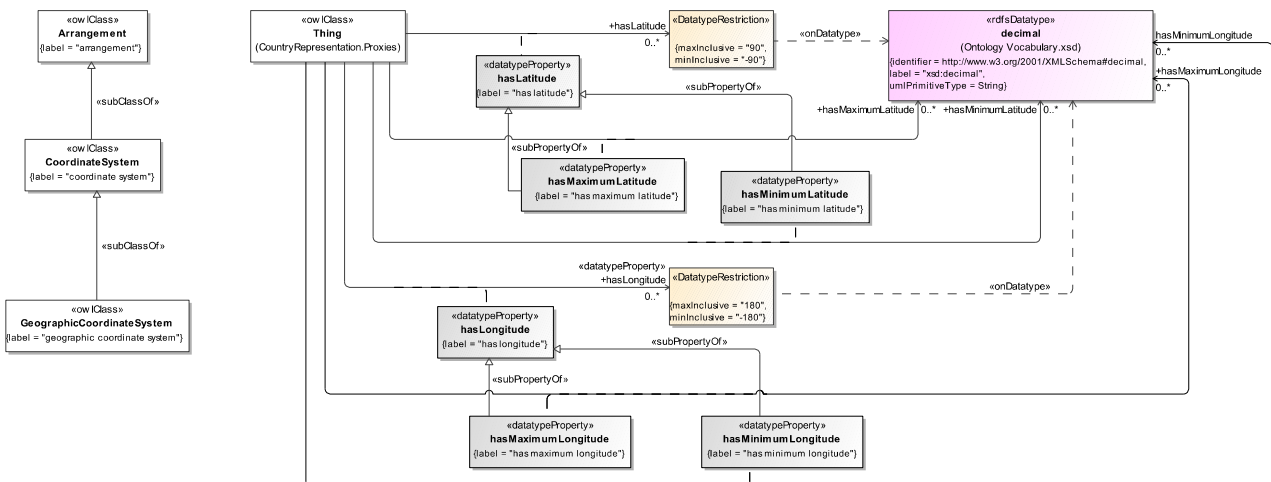 «owlClass»
Arrangement
{label = "arrangement"}
«subClassOf»
«owlClass»
CoordinateSystem
{label = "coordinate system"}
«subClassOf»
«owlClass»
GeographicCoordinateSystem
{label = "geographic coordinate system"}
«owlClass»
Thing
(CountryRepresentation.Proxies)
+hasLatitude
0..*
«DatatypeRestriction»
{maxInclusive = "90",
minInclusive = "-90"}
«onDatatype»
«rdfsDatatype»
decimal
(Ontology Vocabulary.xsd)
{identifier = http://www.w3.org/2001/XMLSchema#decimal,
label = "xsd:decimal",
umlPrimitiveType = String}
hasMinimumLongitude
0..*
+hasMaximumLongitude
0..*
«datatypeProperty»
hasLatitude
{label = "has latitude"}
«subPropertyOf»
+hasMaximumLatitude
0..*
+hasMinimumLatitude
0..*
«subPropertyOf»
«datatypeProperty»
hasMaximumLatitude
{label = "has maximum latitude"}
«datatypeProperty»
hasMinimumLatitude
{label = "has minimum latitude"}
«datatypeProperty»
+hasLongitude
0..*
«DatatypeRestriction»
{maxInclusive = "180",
minInclusive = "-180"}
«onDatatype»
«datatypeProperty»
hasLongitude
{label = "has longitude"}
«subPropertyOf»
«subPropertyOf»
«datatypeProperty»
hasMaximumLongitude
{label = "has maximum longitude"}
«datatypeProperty»
hasMinimumLongitude
{label = "has minimum longitude"}